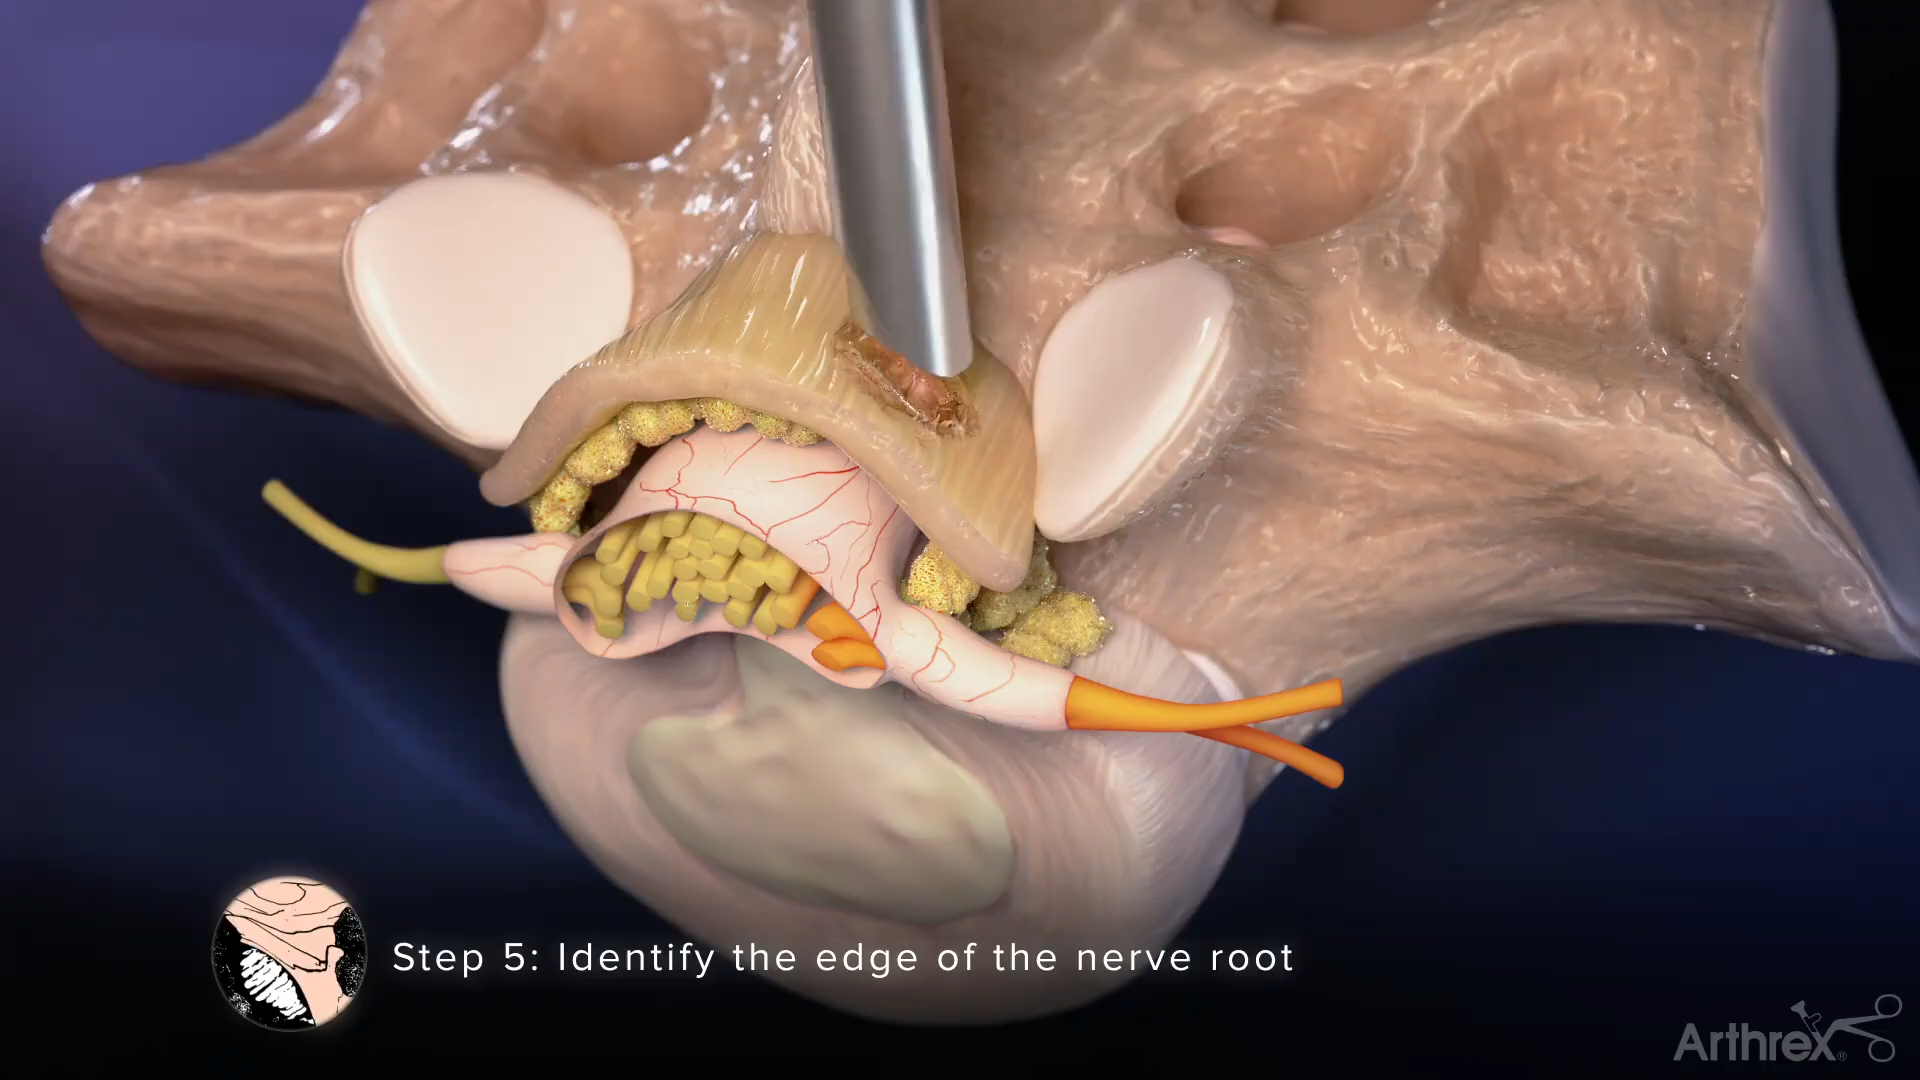 Step 5: Identify the edge of the nerve root
Arthrex®